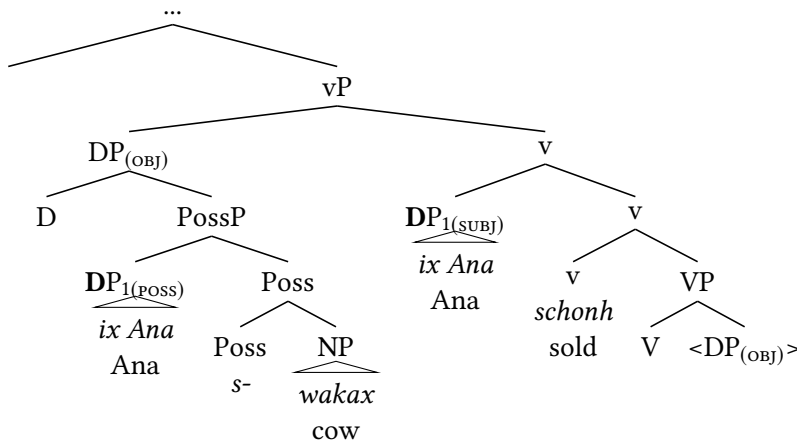 ...
vP
DP(OBJ) v
D PossP DP1(SUBJ) v
ix Ana
Ana
DP1(POSS) Poss v VP
ix Ana
Ana
schonh
sold
Poss NP V <DP(OBJ)>
s- wakax
cow